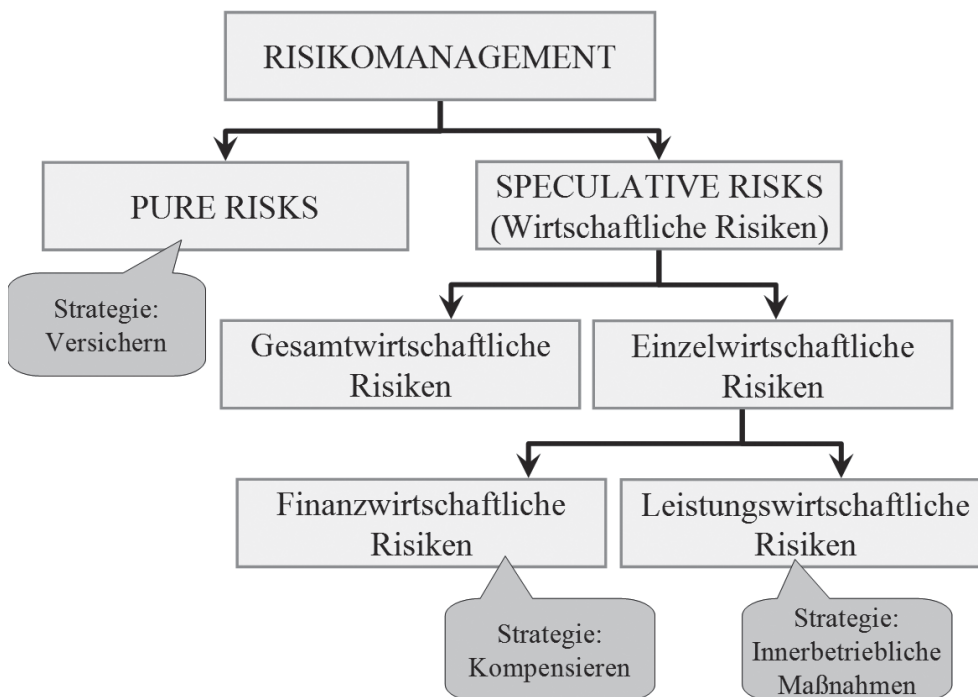 RISIKOMANAGEMENT
PURE RISKS
SPECULATIVE RISKS
(Wirtschaftliche Risiken)
Strategie:
Versichern
Gesamtwirtschaftliche
Risiken
Einzelwirtschaftliche
Risiken
Finanzwirtschaftliche
Risiken
Leistungswirtschaftliche
Risiken
Strategie:
Kompensieren
Strategie:
Innerbetriebliche
Maßnahmen